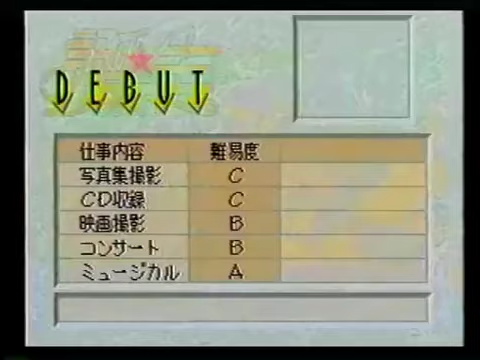 DEBUT
仕事内容 難易度
写真集撮影 C
CD収録 C
映画撮影 B
コンサート B
ミュージカル A